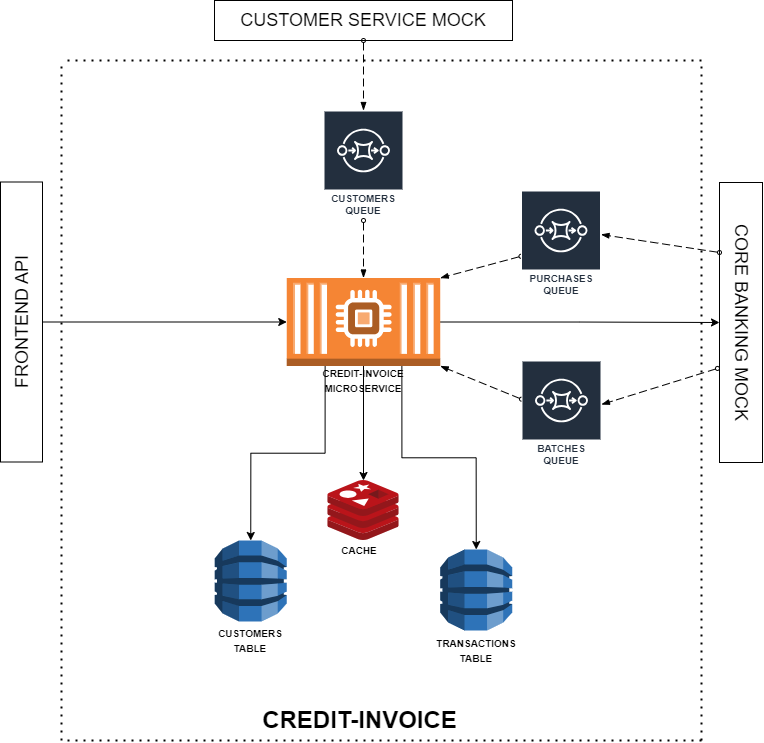 CUSTOMER SERVICE MOCK
CUSTOMERS
QUEUE
PURCHASES
QUEUE
FRONTEND API
CORE BANKING MOCK
CREDIT-INVOICE
MICROSERVICE
BATCHES
QUEUE
CACHE
CUSTOMERS
TABLE
TRANSACTIONS
TABLE
CREDIT-INVOICE